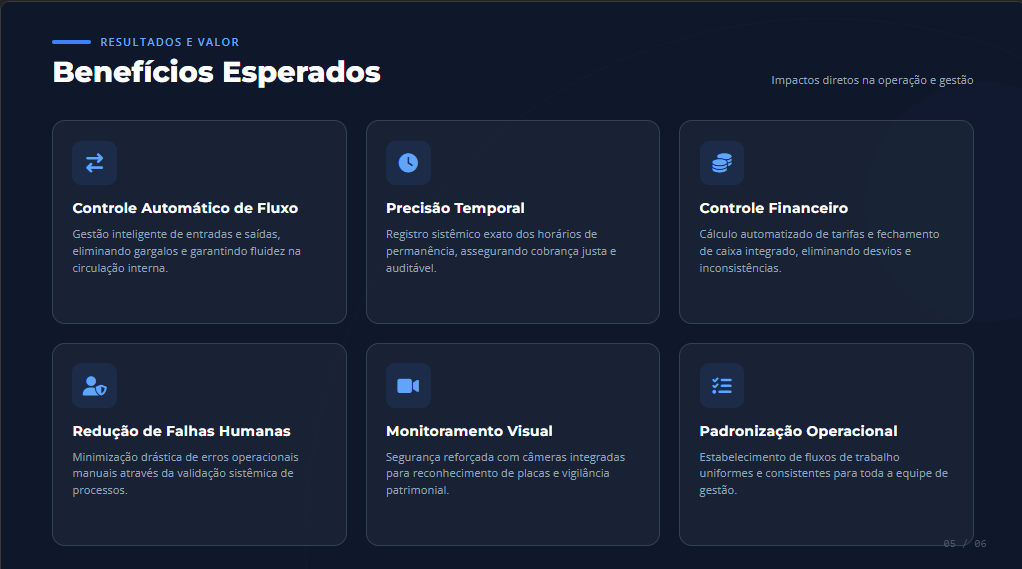 RESULTADOS E VALOR
Benefícios Esperados
Impactos diretos na operação e gestão
Controle Automático de Fluxo
Gestão inteligente de entradas e saídas,
eliminando gargalos e garantindo fluidez na
circulação interna.
Precisão Temporal
Registro sistêmico exato dos horários de
permanência, assegurando cobrança justa e
auditável.
Controle Financeiro
Cálculo automatizado de tarifas e fechamento
de caixa integrado, eliminando desvios e
inconsistências.
Redução de Falhas Humanas
Minimização drástica de erros operacionais
manuais através da validação sistêmica de
processos.
Monitoramento Visual
Segurança reforçada com câmeras integradas
para reconhecimento de placas e vigilância
patrimonial.
Padronização Operacional
Estabelecimento de fluxos de trabalho
uniformes e consistentes para toda a equipe de
gestão.
05 / 06